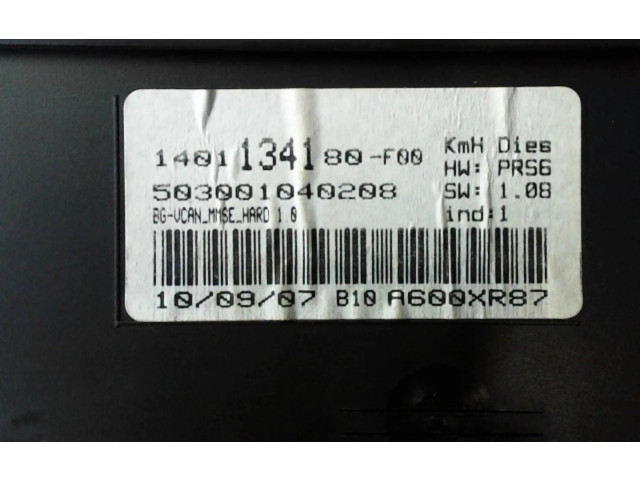 1401134180-F00
KmH Dies
HW: PRS6
503001040208
SW: 1.08
BG-VCAN_MMSE_HARD 1.0
ind:1
10/09/07 B10 A600XR87